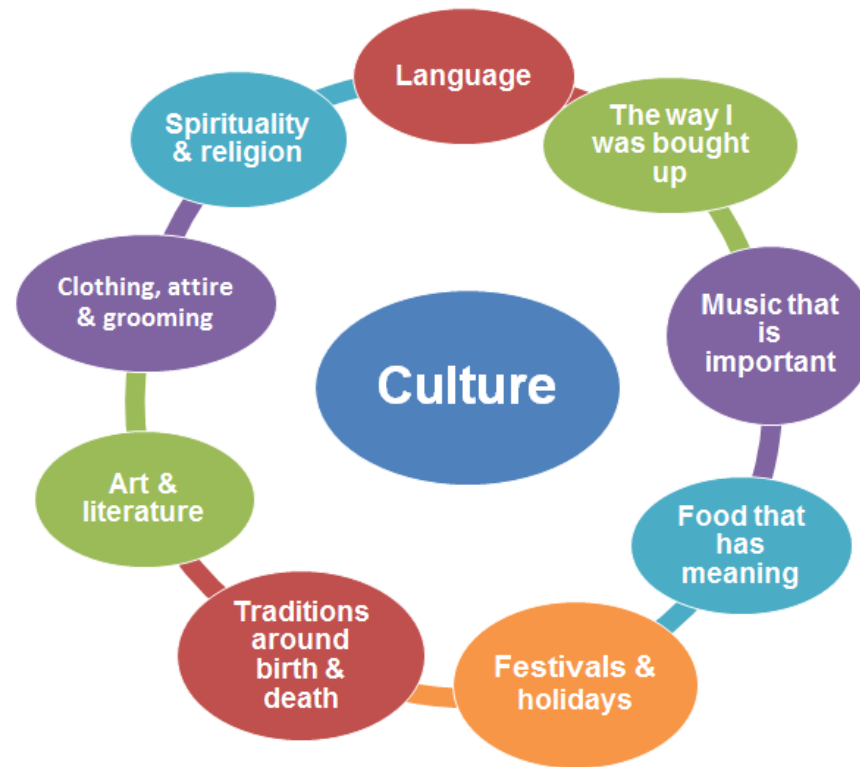 Language
The way I
was bought
up
Music that
is
important
Food that
has
meaning
Festivals &
holidays
Traditions
around
birth &
death
Art &
literature
Clothing, attire
& grooming
Spirituality
& religion
Culture